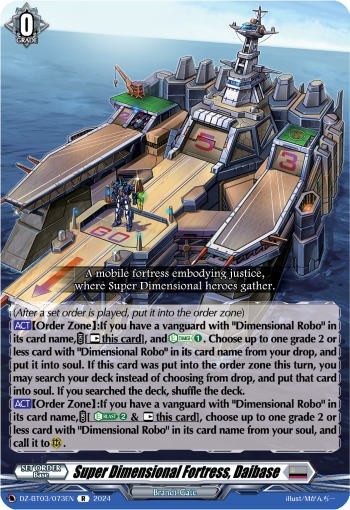 0
GRADE
5
3
GO
A mobile fortress embodying justice,
where Super Dimensional heroes gather.
(After a set order is played, put it into the order zone)
ACT【Order Zone】:If you have a vanguard with "Dimensional Robo" in
its card name,[ this card], and 1. Choose up to one grade 2 or
less card with "Dimensional Robo" in its card name from your drop, and
put it into soul. If this card was put into the order zone this turn, you
may search your deck instead of choosing from drop, and put that card
into soul. If you searched the deck, shuffle the deck.
ACT【Order Zone】:If you have a vanguard with "Dimensional Robo" in
its card name,[ 2 & this card], choose up to one grade 2 or
less card with "Dimensional Robo" in its card name from your soul, and
call it to .
SET ORDER
Base
Super Dimensional Fortress, Daibase
Brandt Gate
DZ-BT03/073EN R 2024